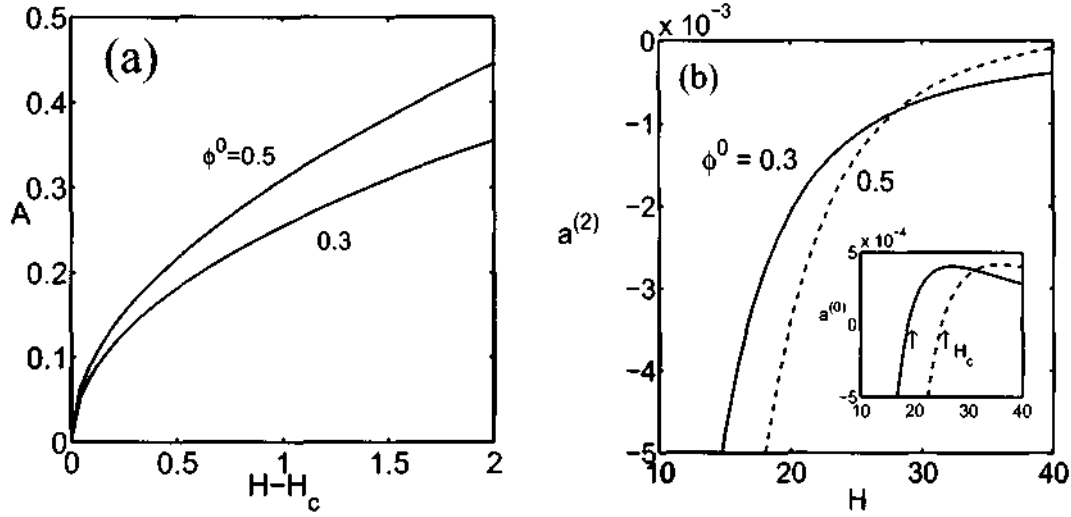 (a)
0.5
0.4
0.3
0.2
0.1
0
A
φ⁰=0.5
0.3
0 0.5 1 1.5 2
H−H_c
(b)
0 x 10⁻³
−1
−2
−3
−4
−5
a⁽²⁾
φ⁰ = 0.3
0.5
10 20 30 40
H
5 x 10⁻⁴
0
−5
a⁽⁰⁾
↑ ↑ H_c
10 20 30 40